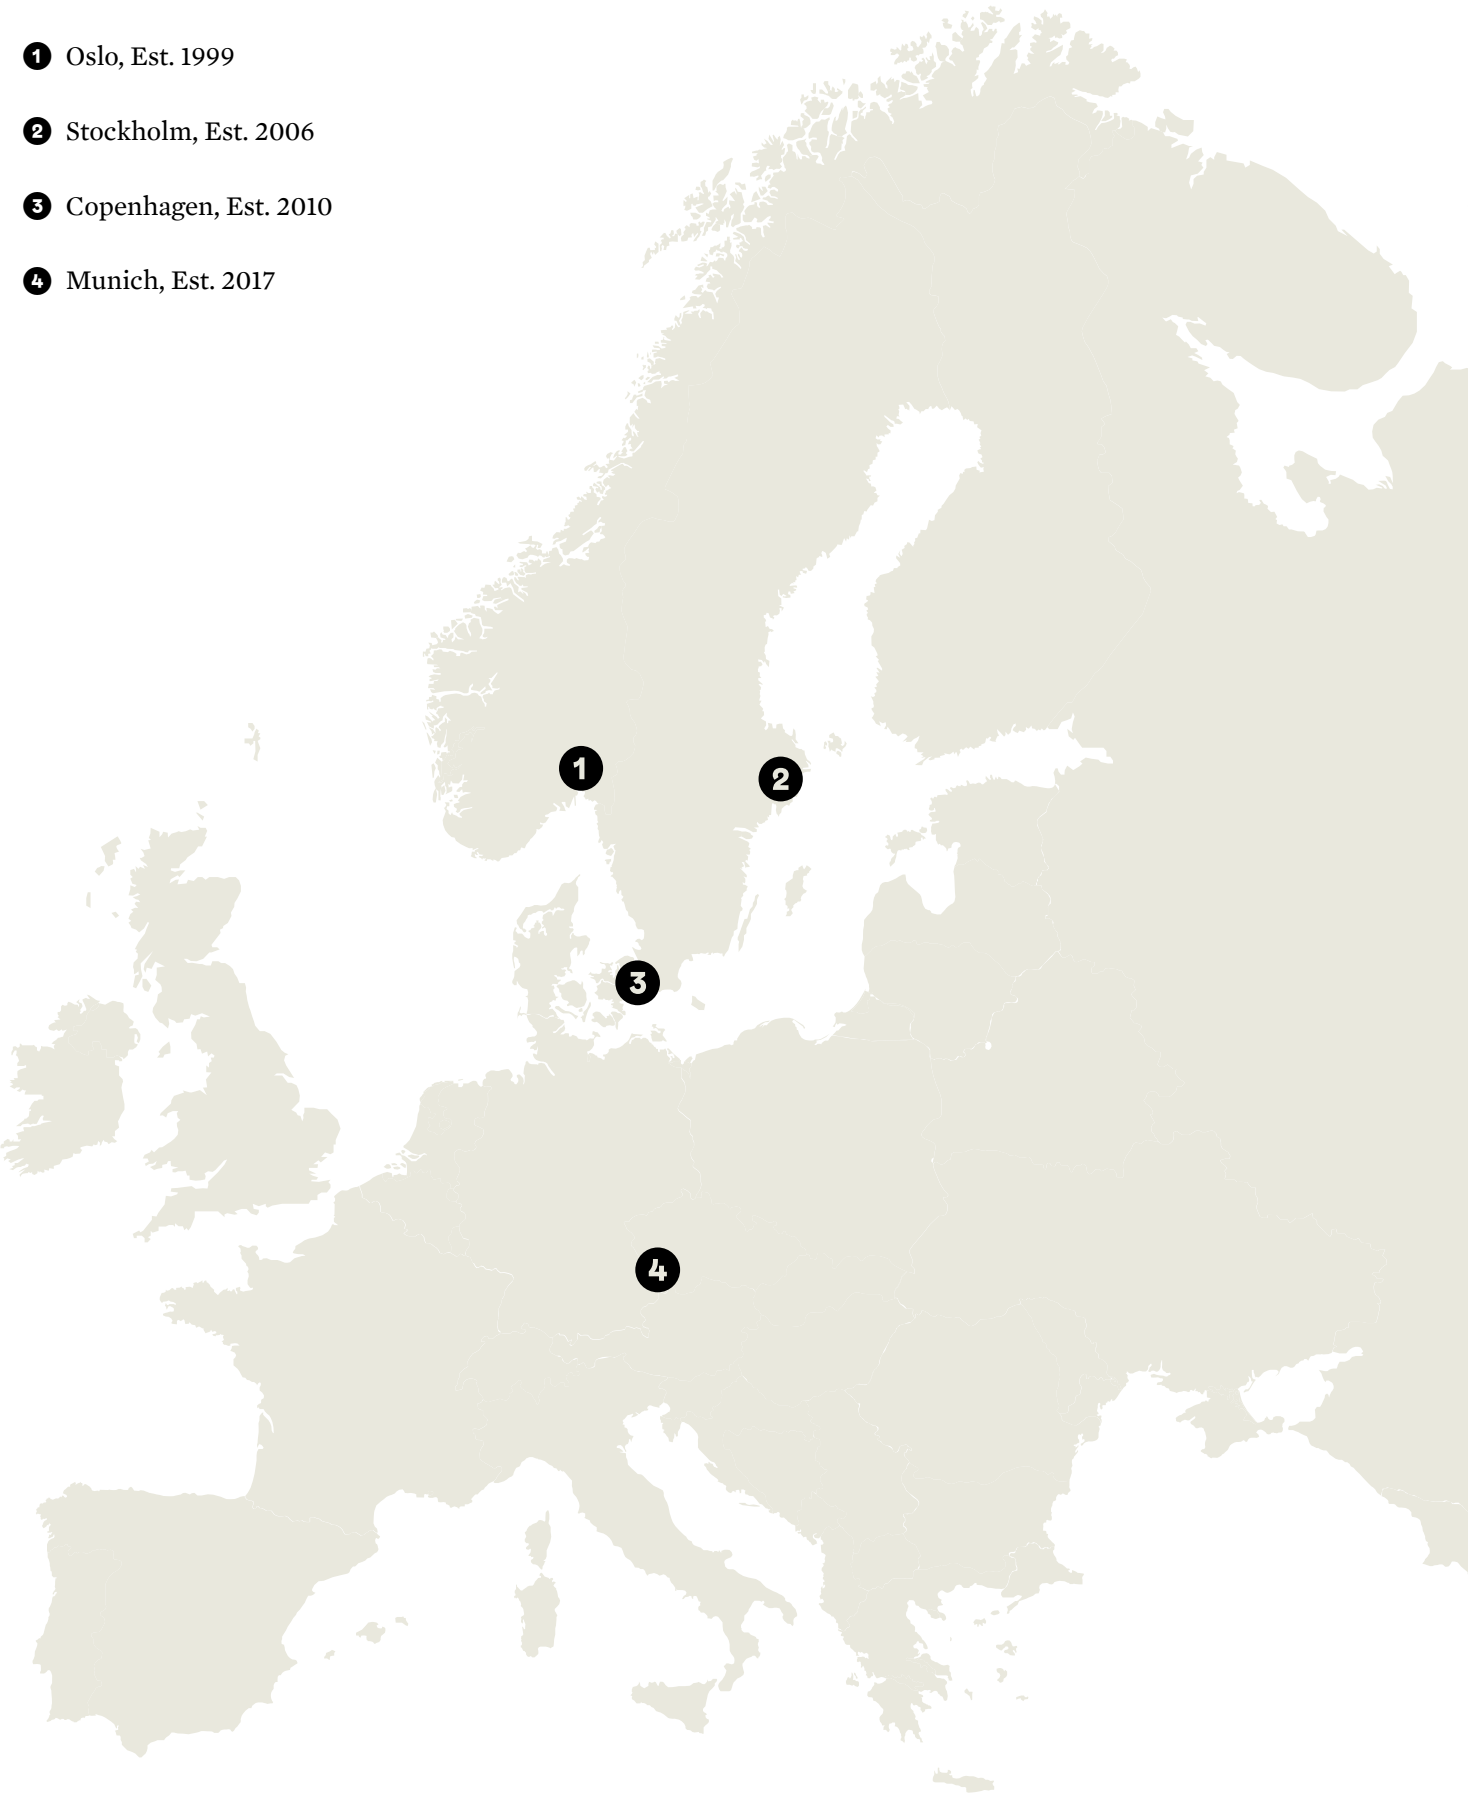 1 Oslo, Est. 1999
2 Stockholm, Est. 2006
3 Copenhagen, Est. 2010
4 Munich, Est. 2017
1
2
3
4